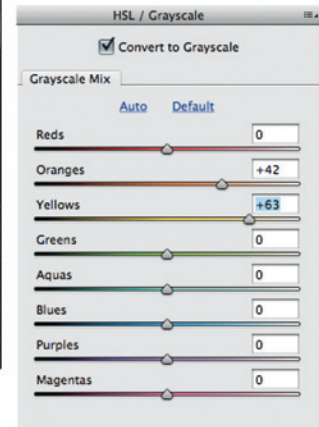 HSL / Grayscale
Convert to Grayscale
Grayscale Mix
Auto Default
Reds 0
Oranges +42
Yellows +63
Greens 0
Aquas 0
Blues 0
Purples 0
Magentas 0